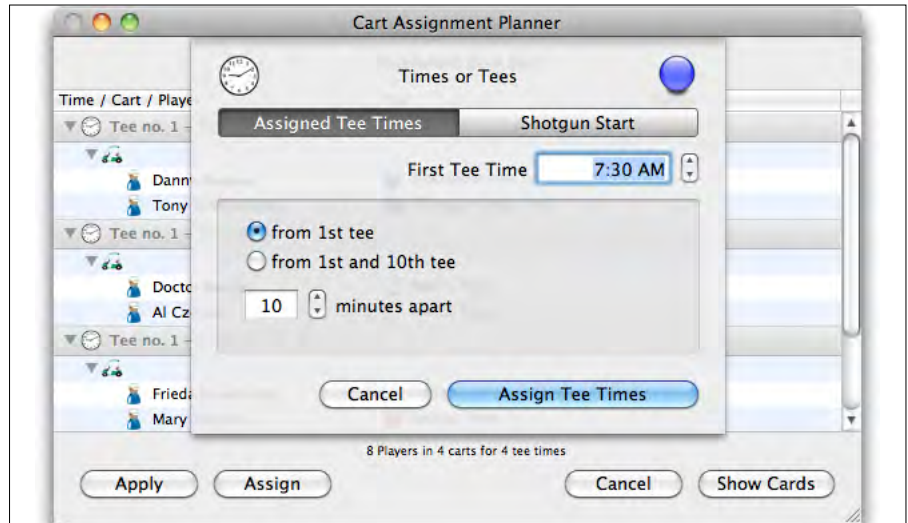 Cart Assignment Planner
Times or Tees
Time / Cart / Playe
Assigned Tee Times Shotgun Start
Tee no. 1 –
First Tee Time 7:30 AM
Dann
Tony
Tee no. 1 –
from 1st tee
from 1st and 10th tee
Docto
Al Cz
10 minutes apart
Tee no. 1 –
Frieda
Cancel Assign Tee Times
Mary
8 Players in 4 carts for 4 tee times
Apply Assign Cancel Show Cards